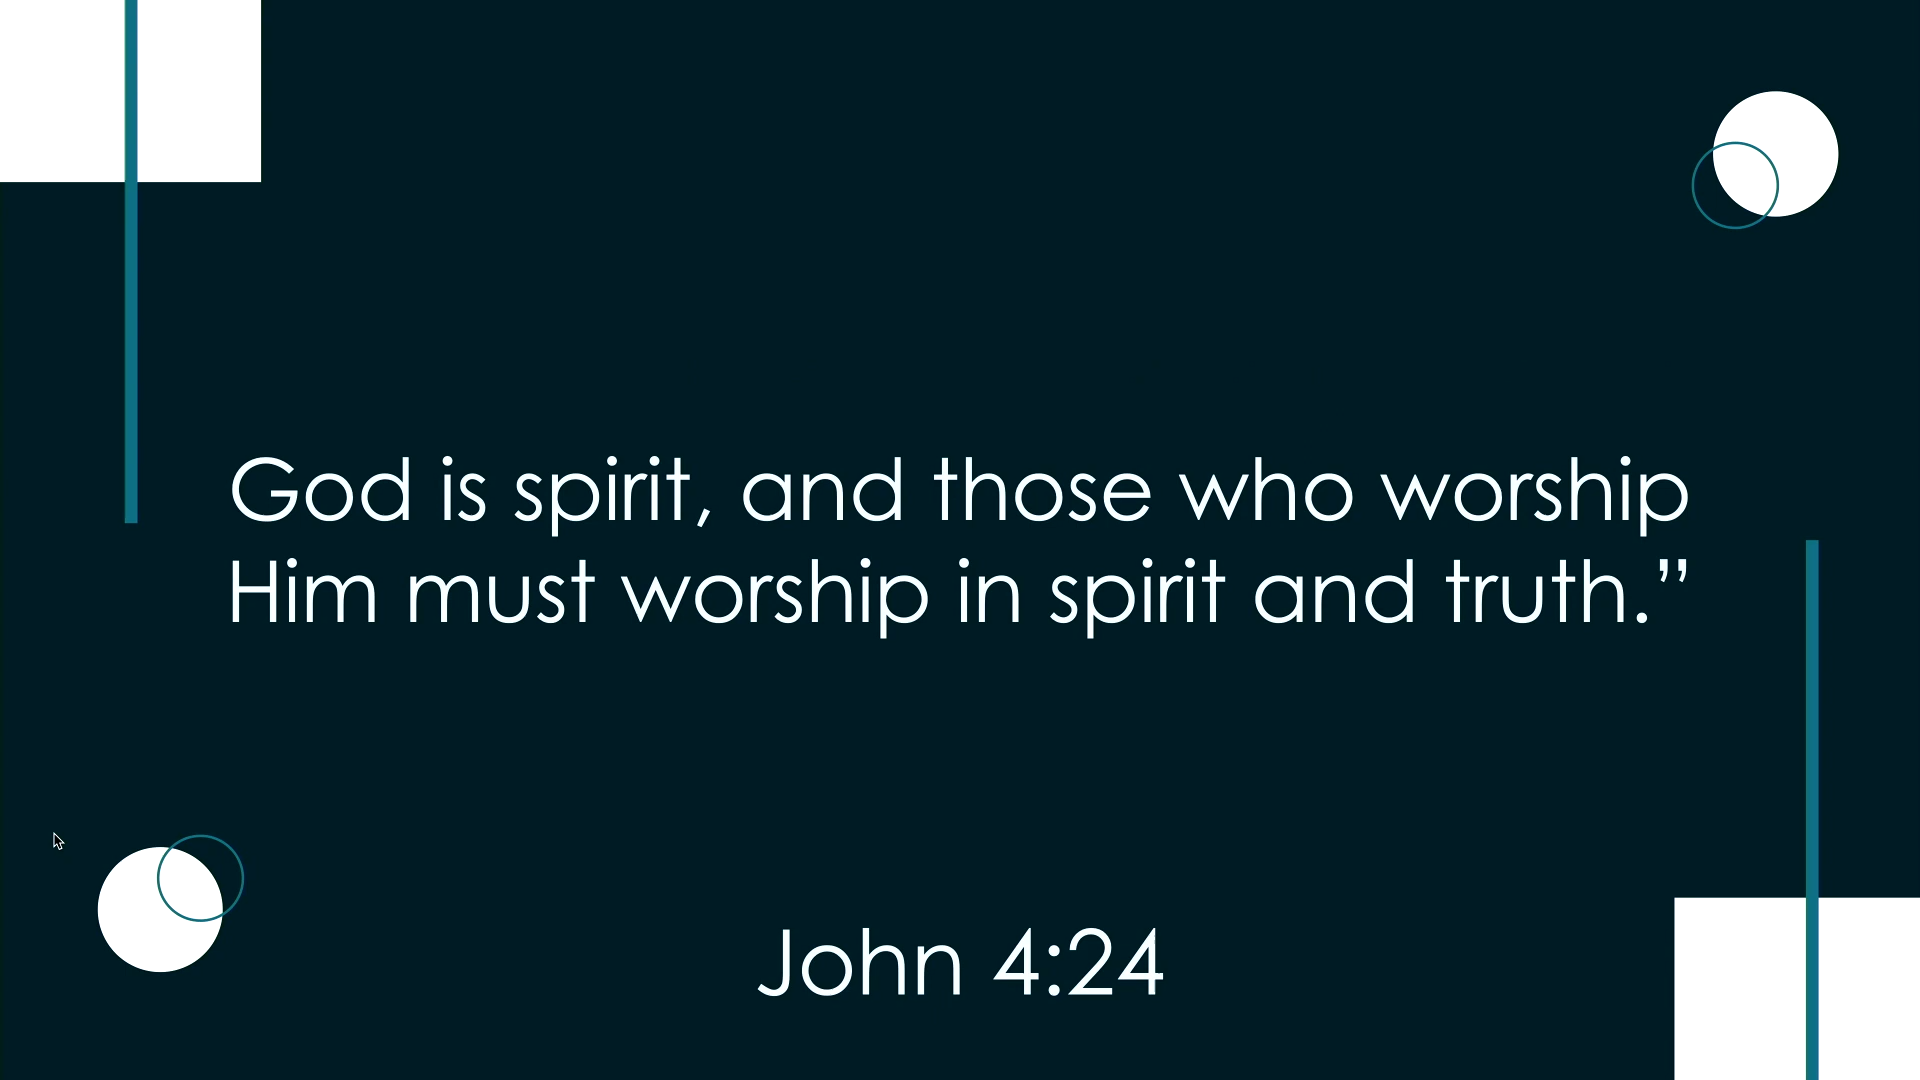 God is spirit, and those who worship
Him must worship in spirit and truth.”
John 4:24